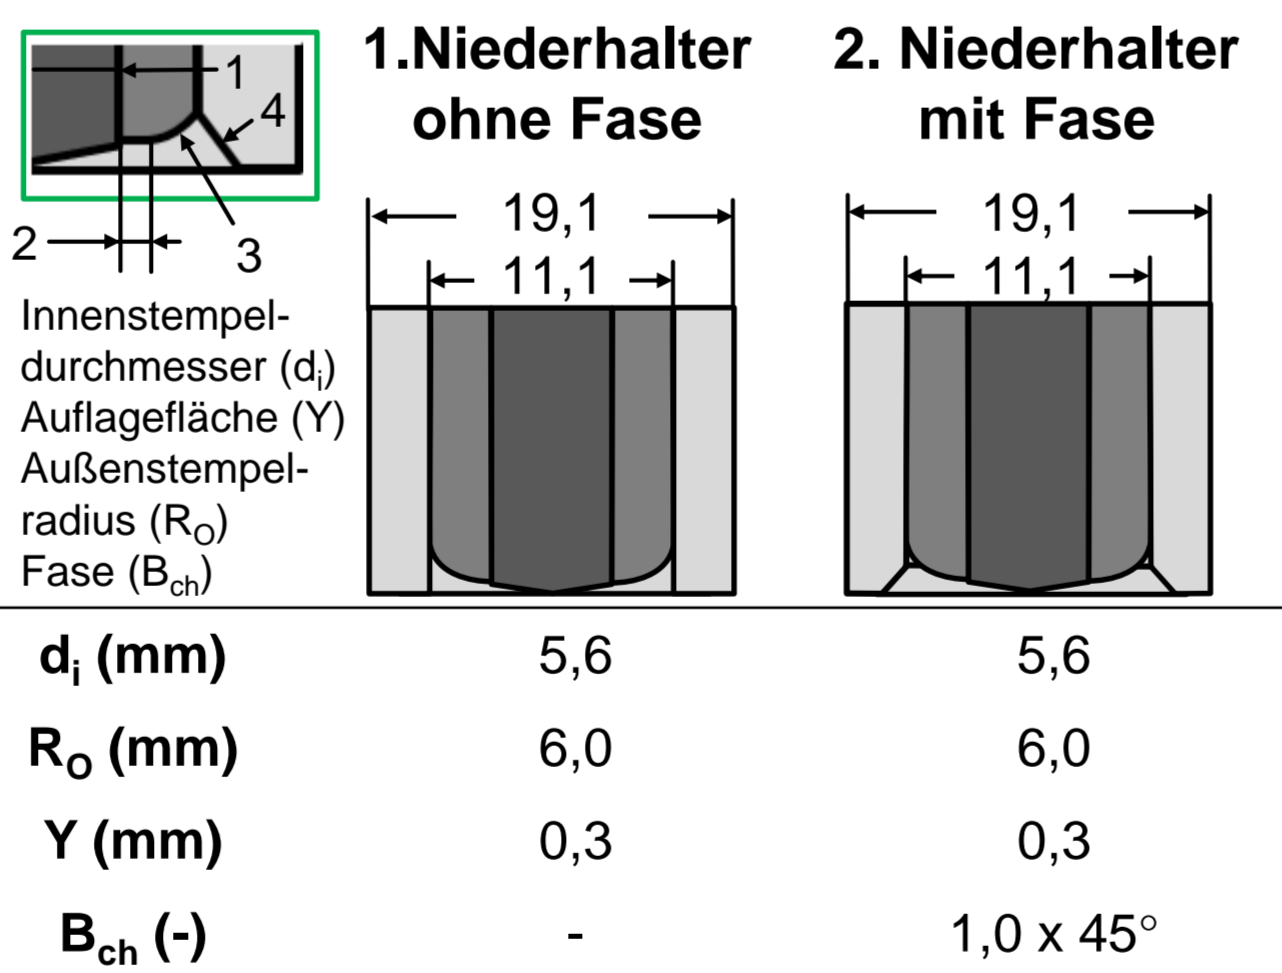 1
4
2
3
Innenstempel-
durchmesser (di)
Auflagefläche (Y)
Außenstempel-
radius (RO)
Fase (Bch)
1.Niederhalter
ohne Fase
19,1
11,1
2. Niederhalter
mit Fase
19,1
11,1
di (mm) 5,6 5,6
RO (mm) 6,0 6,0
Y (mm) 0,3 0,3
Bch (-) - 1,0 x 45°